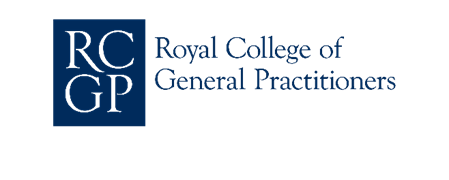 RC
GP
Royal College of
General Practitioners